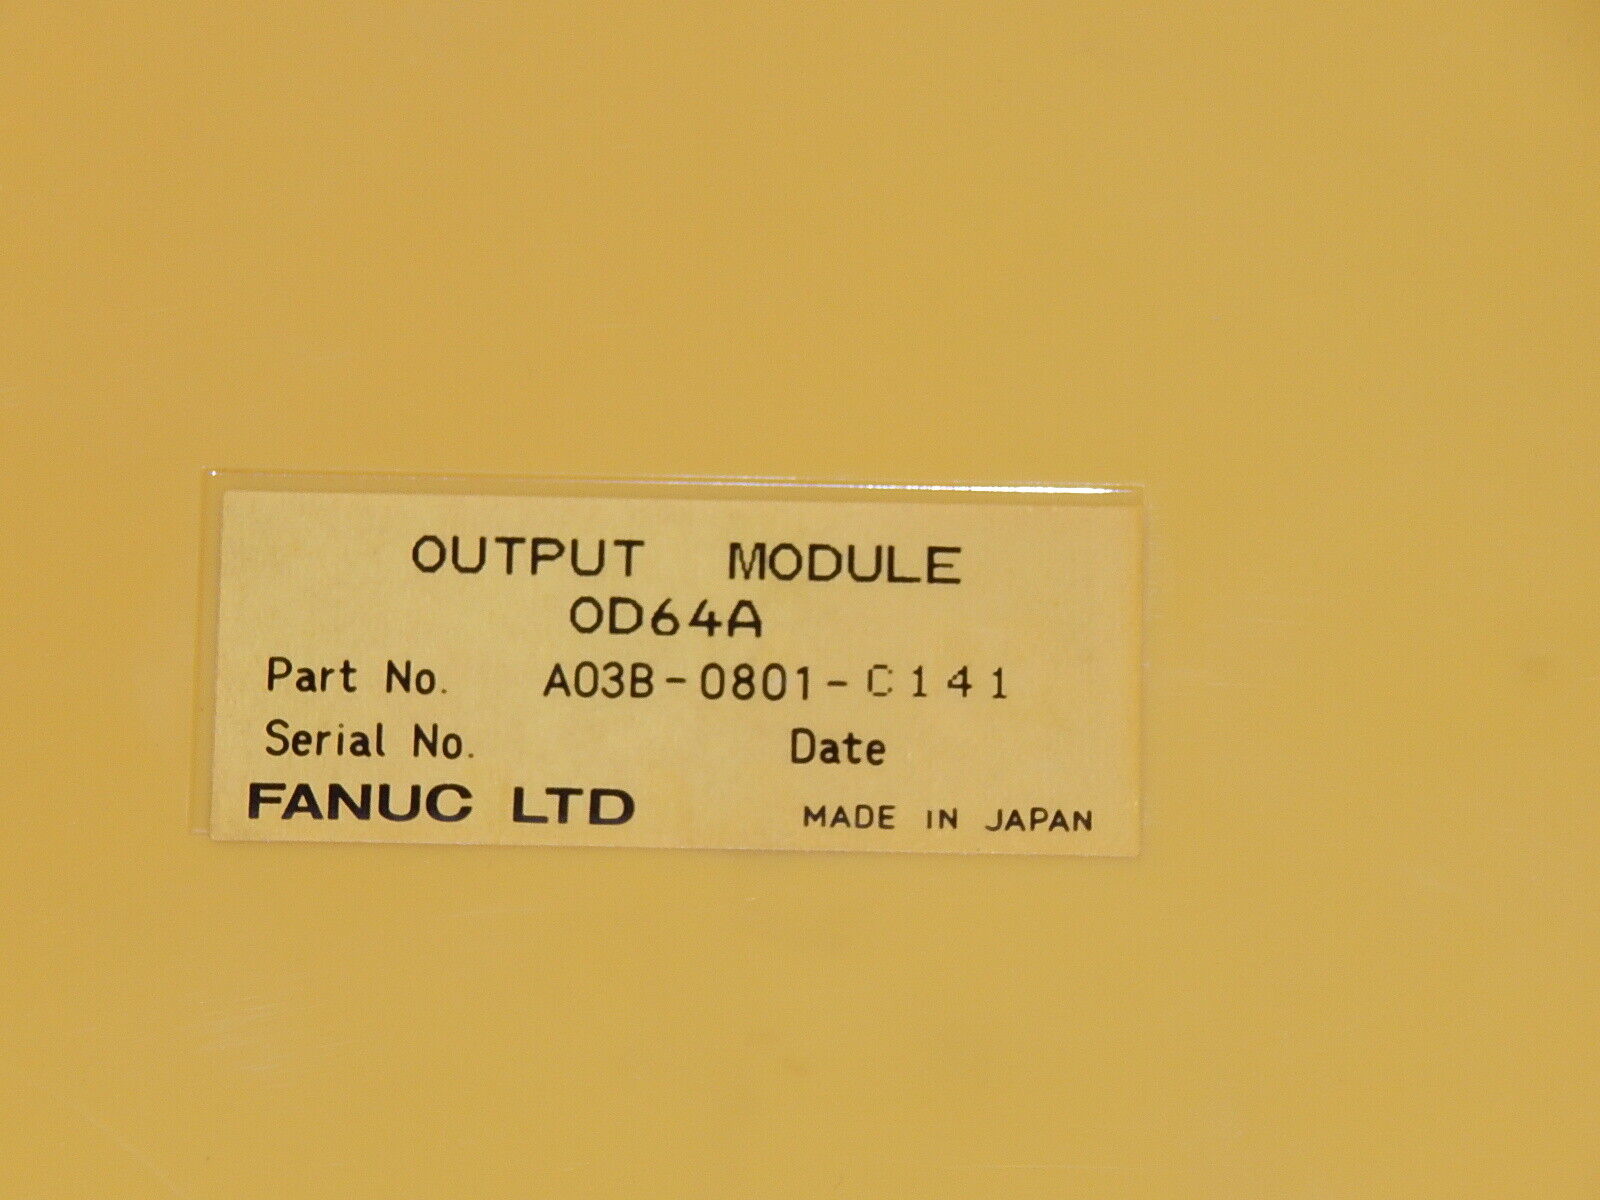 OUTPUT MODULE
OD64A
Part No. A03B-0801-C141
Serial No. Date
FANUC LTD MADE IN JAPAN